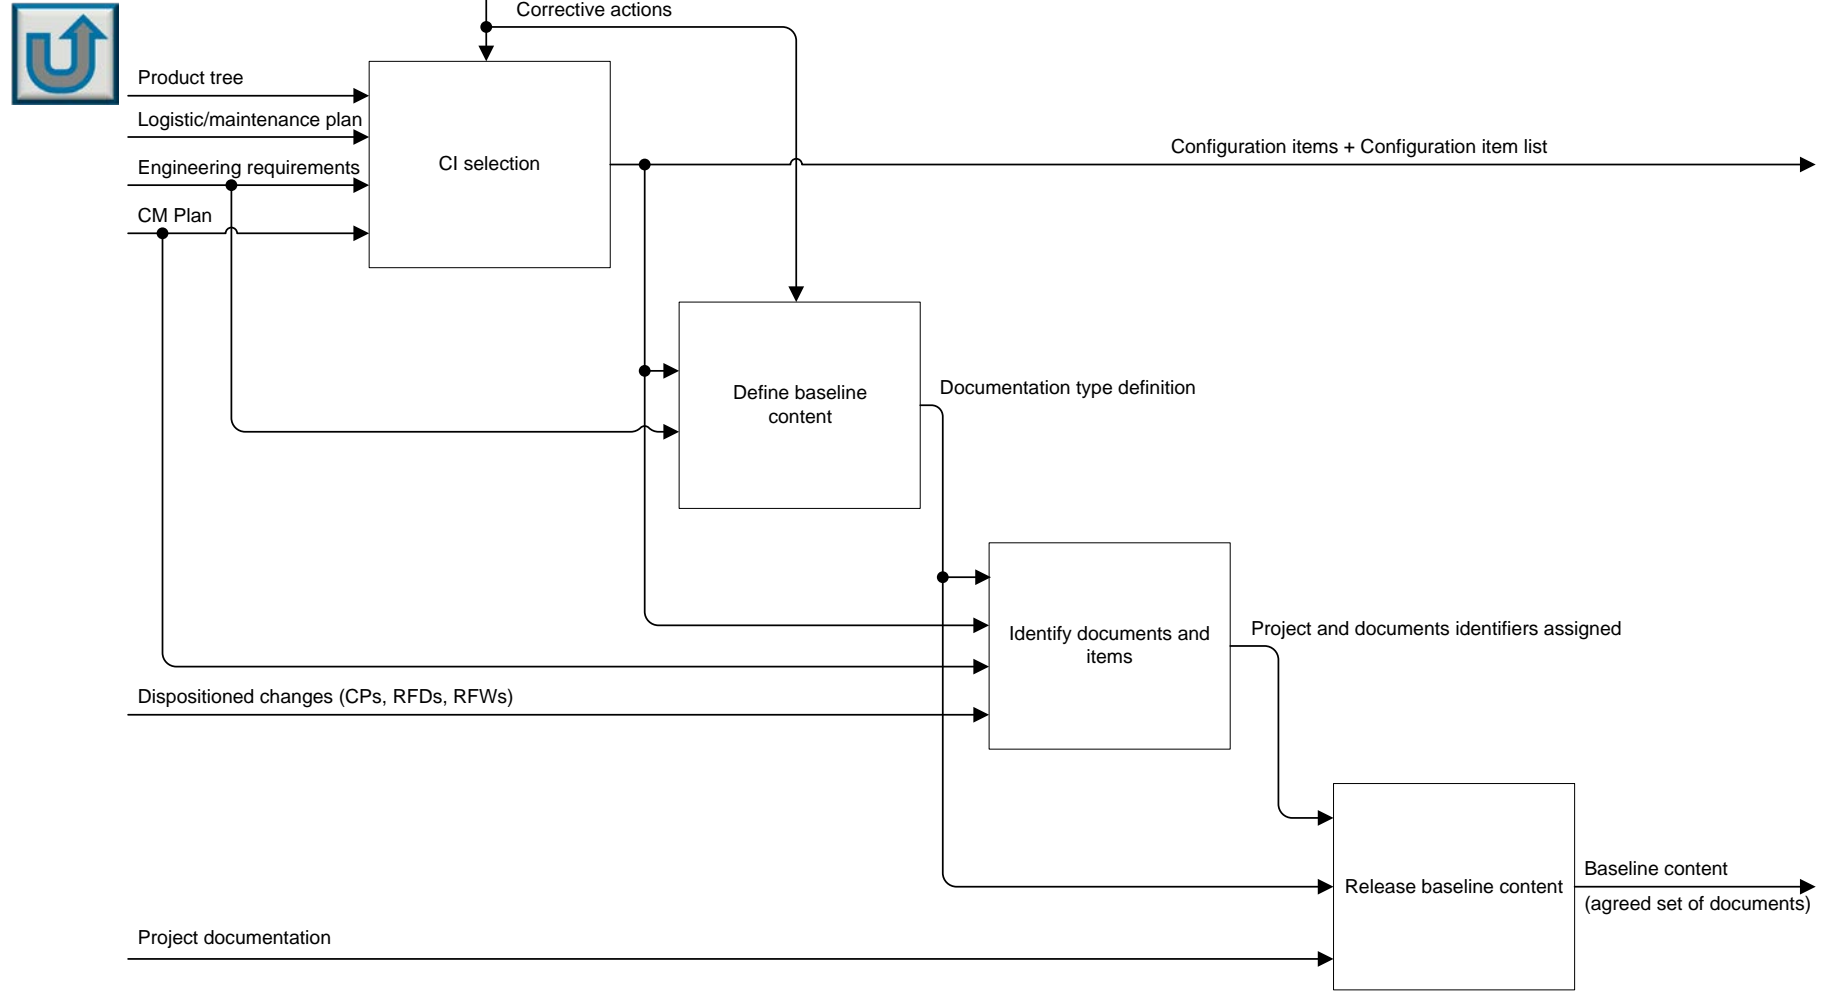 Corrective actions
Product tree
Logistic/maintenance plan
Engineering requirements
CM Plan
CI selection
Configuration items + Configuration item list
Define baseline
content
Documentation type definition
Identify documents and
items
Project and documents identifiers assigned
Dispositioned changes (CPs, RFDs, RFWs)
Release baseline content
Baseline content
(agreed set of documents)
Project documentation